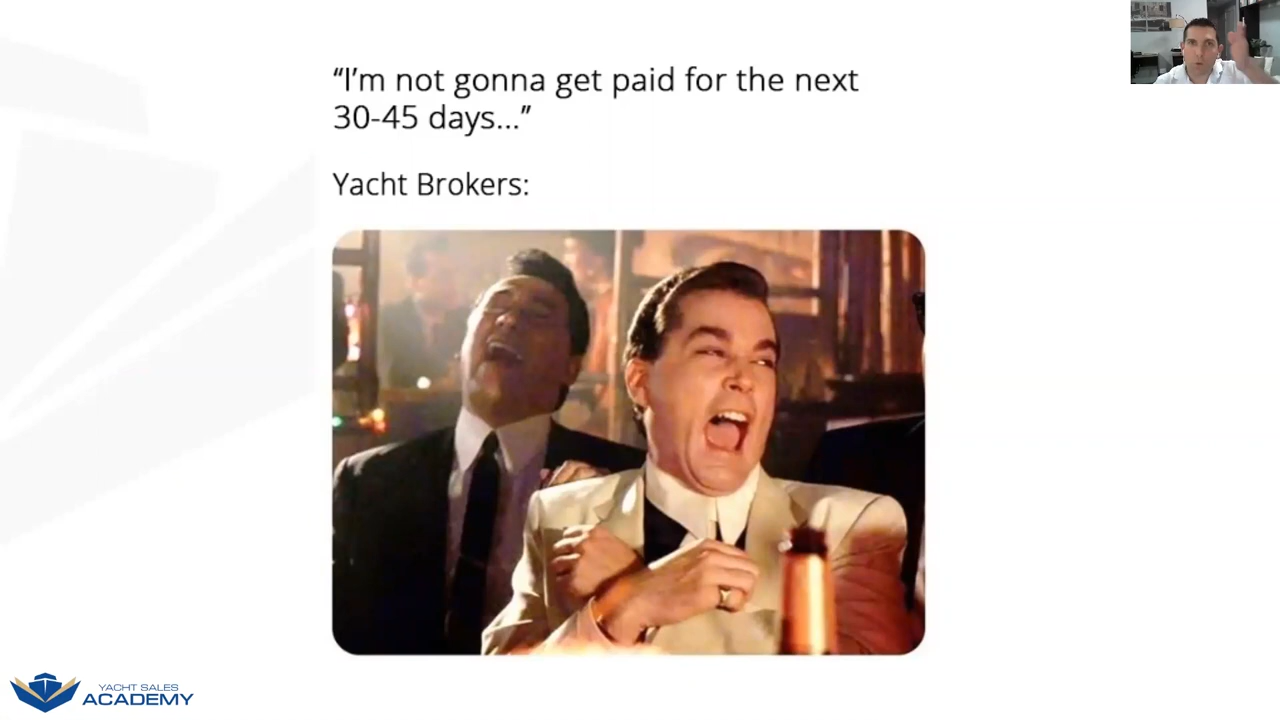 “I’m not gonna get paid for the next
30-45 days...”
Yacht Brokers:
YACHT SALES
ACADEMY